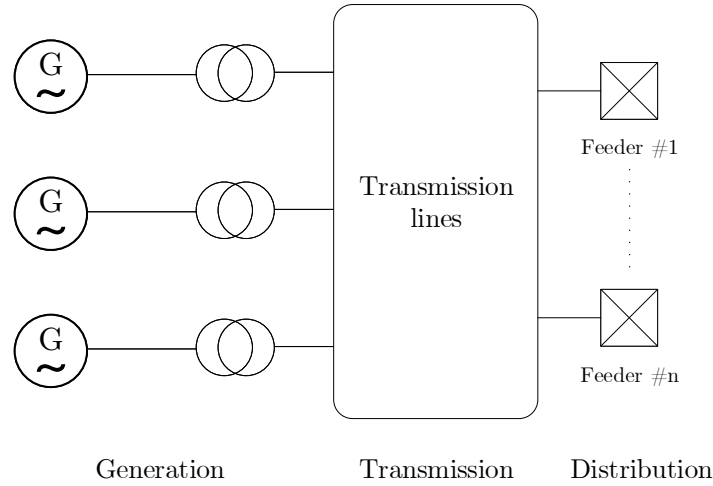 G
~
G
~
G
~
Transmission
lines
Feeder #1
Feeder #n
Generation
Transmission
Distribution